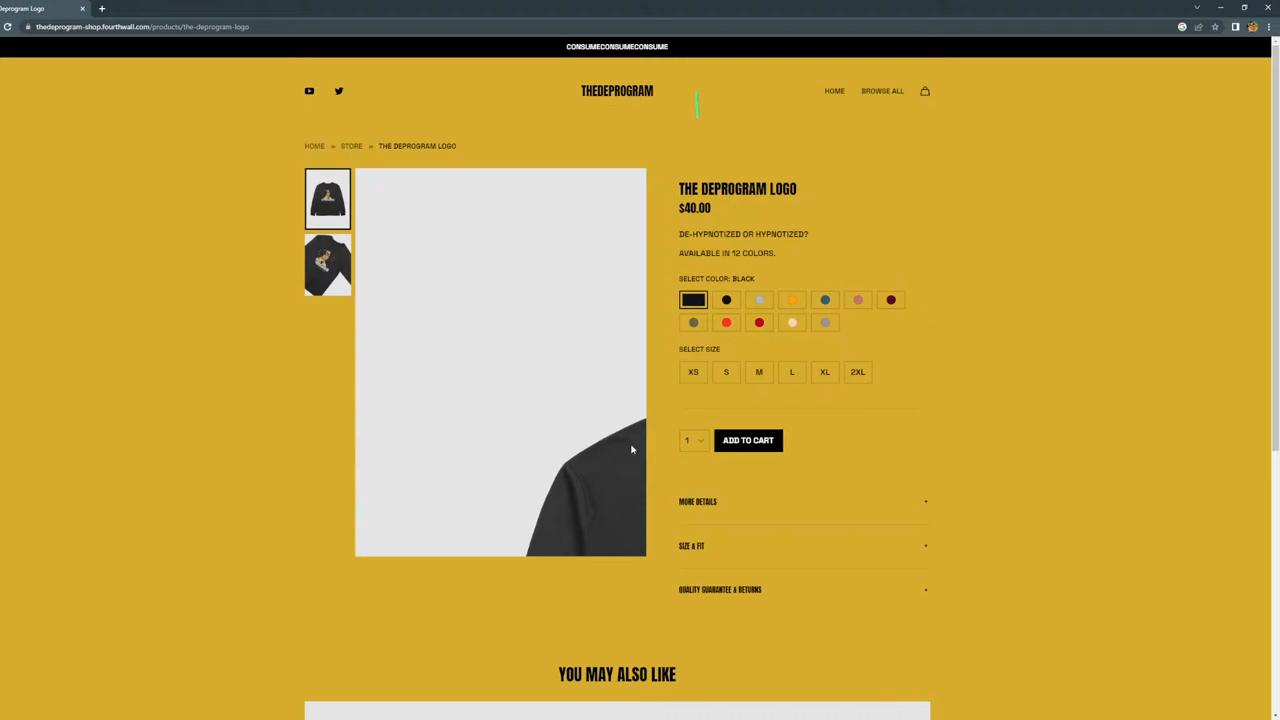 Deprogram Logo
thedeprogram-shop.fourthwall.com/products/the-deprogram-logo
CONSUMECONSUMECONSUME
THEDEPROGRAM
HOME BROWSE ALL
HOME » STORE » THE DEPROGRAM LOGO
THE DEPROGRAM LOGO
$40.00
DE-HYPNOTIZED OR HYPNOTIZED?
AVAILABLE IN 12 COLORS.
SELECT COLOR: BLACK
SELECT SIZE
XS S M L XL 2XL
1 ADD TO CART
MORE DETAILS +
SIZE & FIT +
QUALITY GUARANTEE & RETURNS +
YOU MAY ALSO LIKE